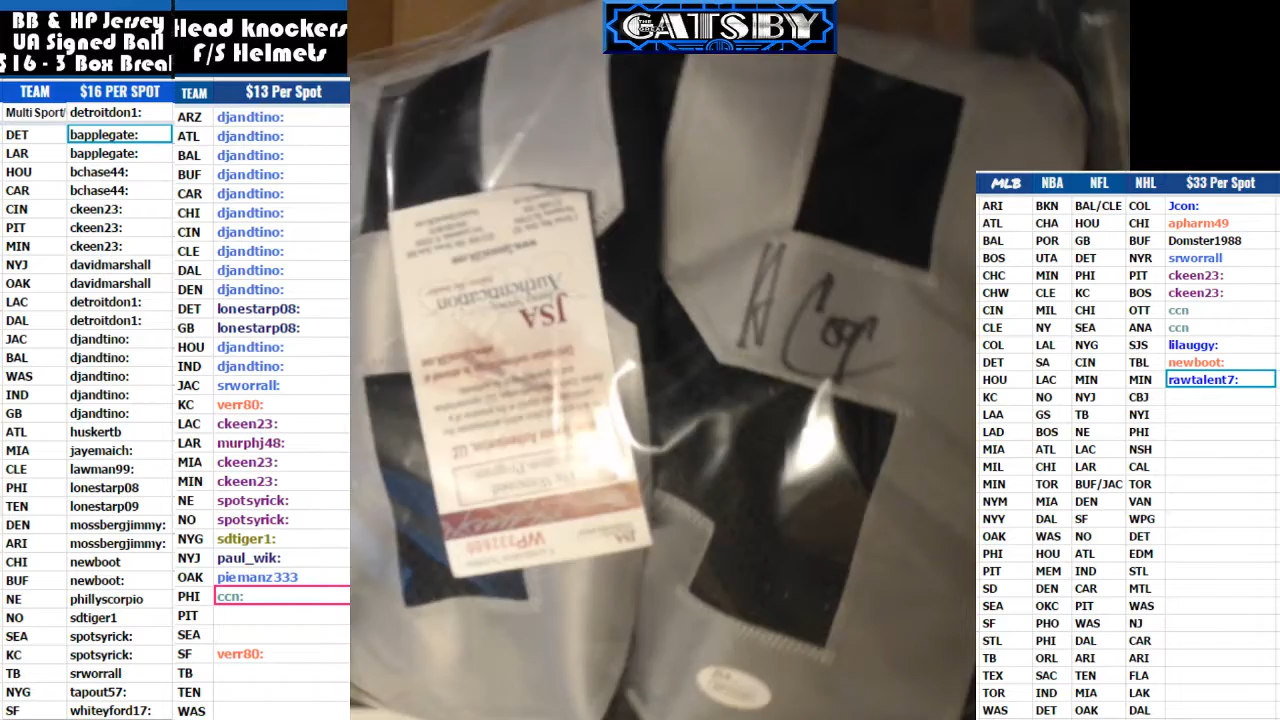 BB & HP Jersey
UA Signed Ball
$16 - 3 Box Brea
TEAM $16 PER SPOT
Multi Sport/ detroitdon1:
DET bapplegate:
LAR bapplegate:
HOU bchase44:
CAR bchase44:
CIN ckeen23:
PIT ckeen23:
MIN ckeen23:
NYJ davidmarshall
OAK davidmarshall
LAC detroitdon1:
DAL detroitdon1:
JAC djandtino:
BAL djandtino:
WAS djandtino:
IND djandtino:
GB djandtino:
ATL huskertb
MIA jayemaich:
CLE lawman99:
PHI lonestarp08
TEN lonestarp09
DEN mossbergjimmy:
ARI mossbergjimmy:
CHI newboot
BUF newboot:
NE phillyscorpio
NO sdtiger1
SEA spotsyrick:
KC spotsyrick:
TB srworrall
NYG tapout57:
SF whiteyford17:
Head knockers
F/S Helmets
TEAM $13 Per Spot
ARZ djandtino:
ATL djandtino:
BAL djandtino:
BUF djandtino:
CAR djandtino:
CHI djandtino:
CIN djandtino:
CLE djandtino:
DAL djandtino:
DEN djandtino:
DET lonestarp08:
GB lonestarp08:
HOU djandtino:
IND djandtino:
JAC srworrall:
KC verr80:
LAC ckeen23:
LAR murphj48:
MIA ckeen23:
MIN ckeen23:
NE spotsyrick:
NO spotsyrick:
NYG sdtiger1:
NYJ paul_wik:
OAK piemanz333
PHI ccn:
PIT
SEA
SF verr80:
TB
TEN
WAS
THE GATSBY
JSA
Authentication
MLB NBA NFL NHL $33 Per Spot
ARI BKN BAL/CLE COL Jcon:
ATL CHA HOU CHI apharm49
BAL POR GB BUF Domster1988
BOS UTA DET NYR srworrall
CHC MIN PHI PIT ckeen23:
CHW CLE KC BOS ckeen23:
CIN MIL CHI OTT ccn
CLE NY SEA ANA ccn
COL LAL NYG SJS lilauggy:
DET SA CIN TBL newboot:
HOU LAC MIN MIN rawtalent7:
KC NO NYJ CBJ
LAA GS TB NYI
LAD BOS NE PHI
MIA ATL LAC NSH
MIL CHI LAR CAL
MIN TOR BUF/JAC TOR
NYM MIA DEN VAN
NYY DAL SF WPG
OAK WAS NO DET
PHI HOU ATL EDM
PIT MEM IND STL
SD DEN CAR MTL
SEA OKC PIT WAS
SF PHO WAS NJ
STL PHI DAL CAR
TB ORL ARI ARI
TEX SAC TEN FLA
TOR IND MIA LAK
WAS DET OAK DAL